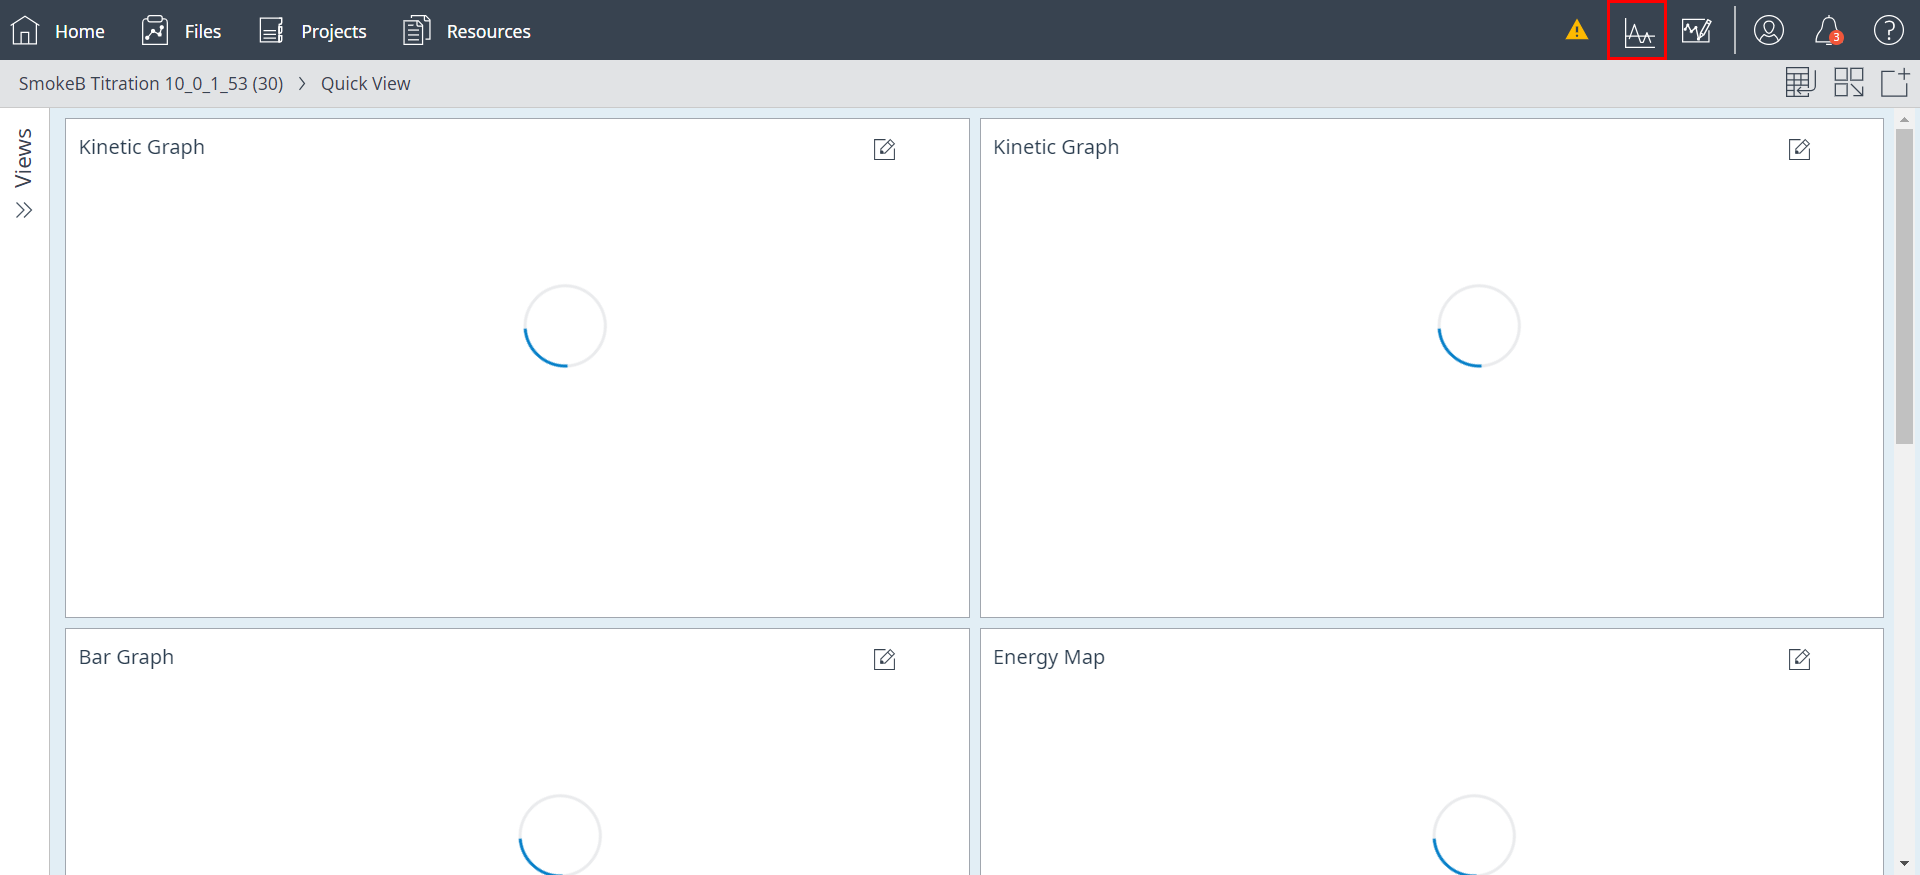 Home Files Projects Resources 3 ?
SmokeB Titration 10_0_1_53 (30) > Quick View
Views
Kinetic Graph
Kinetic Graph
Bar Graph
Energy Map